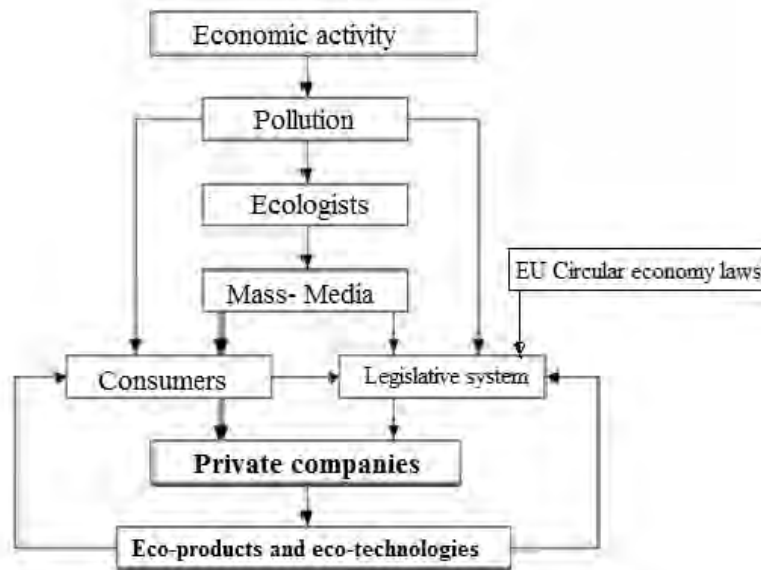 Economic activity
Pollution
Ecologists
EU Circular economy laws
Mass- Media
Consumers
Legislative system
Private companies
Eco-products and eco-technologies